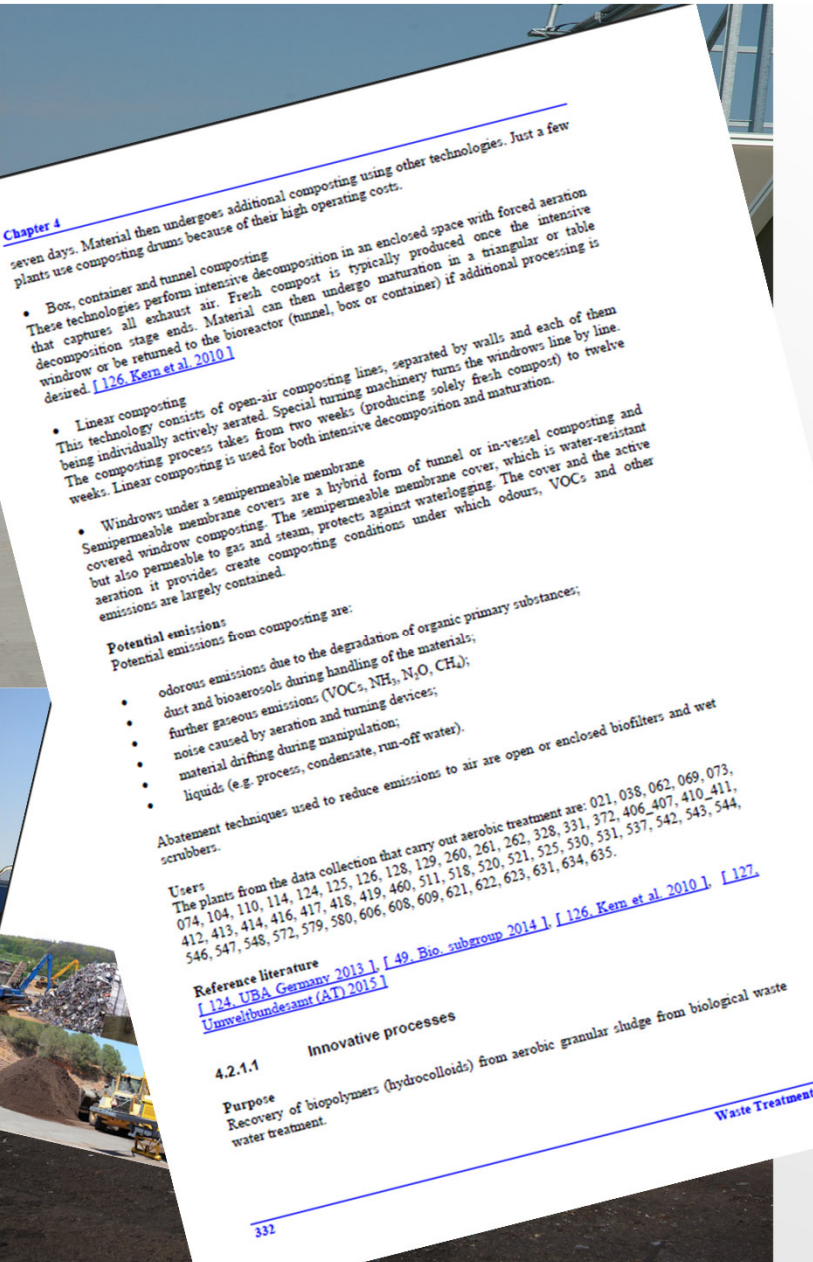 Chapter 4
seven days. Material then undergoes additional composting using other technologies. Just a few
plants use composting drums because of their high operating costs.
• Box, container and tunnel composting
These technologies perform intensive decomposition in an enclosed space with forced aeration
that captures all exhaust air. Fresh compost is typically produced once the intensive
decomposition stage ends. Material can then undergo maturation in a triangular or table
windrow or be returned to the bioreactor (tunnel, box or container) if additional processing is
desired. [ 126, Kern et al. 2010 ]
• Linear composting
This technology consists of open-air composting lines, separated by walls and each of them
being individually actively aerated. Special turning machinery turns the windrows line by line.
The composting process takes from two weeks (producing solely fresh compost) to twelve
weeks. Linear composting is used for both intensive decomposition and maturation.
• Windrows under a semipermeable membrane
Semipermeable membrane covers are a hybrid form of tunnel or in-vessel composting and
covered windrow composting. The semipermeable membrane cover, which is water-resistant
but also permeable to gas and steam, protects against waterlogging. The cover and the active
aeration it provides create composting conditions under which odours, VOCs and other
emissions are largely contained.
Potential emissions
Potential emissions from composting are:
• odorous emissions due to the degradation of organic primary substances;
• dust and bioaerosols during handling of the materials;
• further gaseous emissions (VOCs, NH₃, N₂O, CH₄);
• noise caused by aeration and turning devices;
• material drifting during manipulation;
• liquids (e.g. process, condensate, run-off water).
Abatement techniques used to reduce emissions to air are open or enclosed biofilters and wet
scrubbers.
Users
The plants from the data collection that carry out aerobic treatment are: 021, 038, 062, 069, 073,
074, 104, 110, 114, 124, 125, 126, 128, 129, 260, 261, 262, 328, 331, 372, 406_407, 410_411,
412, 413, 414, 416, 417, 418, 419, 460, 511, 518, 520, 521, 525, 530, 531, 537, 542, 543, 544,
546, 547, 548, 572, 579, 580, 606, 608, 609, 621, 622, 623, 631, 634, 635.
Reference literature
[ 124, UBA Germany 2013 ], [ 49, Bio. subgroup 2014 ], [ 126, Kern et al. 2010 ], [ 127,
Umweltbundesamt (AT) 2015 ]
4.2.1.1 Innovative processes
Purpose
Recovery of biopolymers (hydrocolloids) from aerobic granular sludge from biological waste
water treatment.
332
Waste Treatment